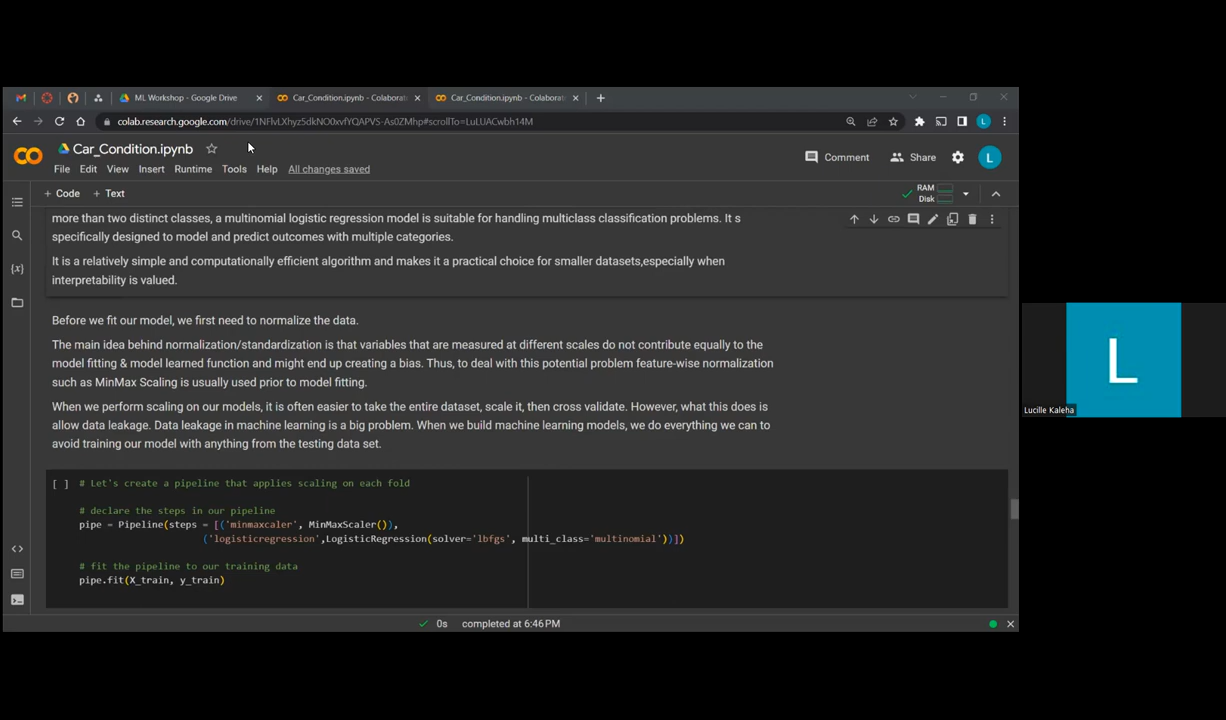 ML Workshop - Google Drive
Car_Condition.ipynb - Colaborat
Car_Condition.ipynb - Colaborat
colab.research.google.com/drive/1NFlvLXhyz5dkNO0xvfYQAPVS-As0ZMhp#scrollTo=LuLUACwbh14M
L
Car_Condition.ipynb
Comment
Share
L
File Edit View Insert Runtime Tools Help All changes saved
+ Code + Text
RAM
Disk
more than two distinct classes, a multinomial logistic regression model is suitable for handling multiclass classification problems. It s
specifically designed to model and predict outcomes with multiple categories.
It is a relatively simple and computationally efficient algorithm and makes it a practical choice for smaller datasets,especially when
interpretability is valued.
Before we fit our model, we first need to normalize the data.
The main idea behind normalization/standardization is that variables that are measured at different scales do not contribute equally to the
model fitting & model learned function and might end up creating a bias. Thus, to deal with this potential problem feature-wise normalization
such as MinMax Scaling is usually used prior to model fitting.
When we perform scaling on our models, it is often easier to take the entire dataset, scale it, then cross validate. However, what this does is
allow data leakage. Data leakage in machine learning is a big problem. When we build machine learning models, we do everything we can to
avoid training our model with anything from the testing data set.
[ ] # Let's create a pipeline that applies scaling on each fold
# declare the steps in our pipeline
pipe = Pipeline(steps = [('minmaxcaler', MinMaxScaler()),
('logisticregression',LogisticRegression(solver='lbfgs', multi_class='multinomial'))])
# fit the pipeline to our training data
pipe.fit(X_train, y_train)
0s completed at 6:46 PM
L
Lucille Kaleha